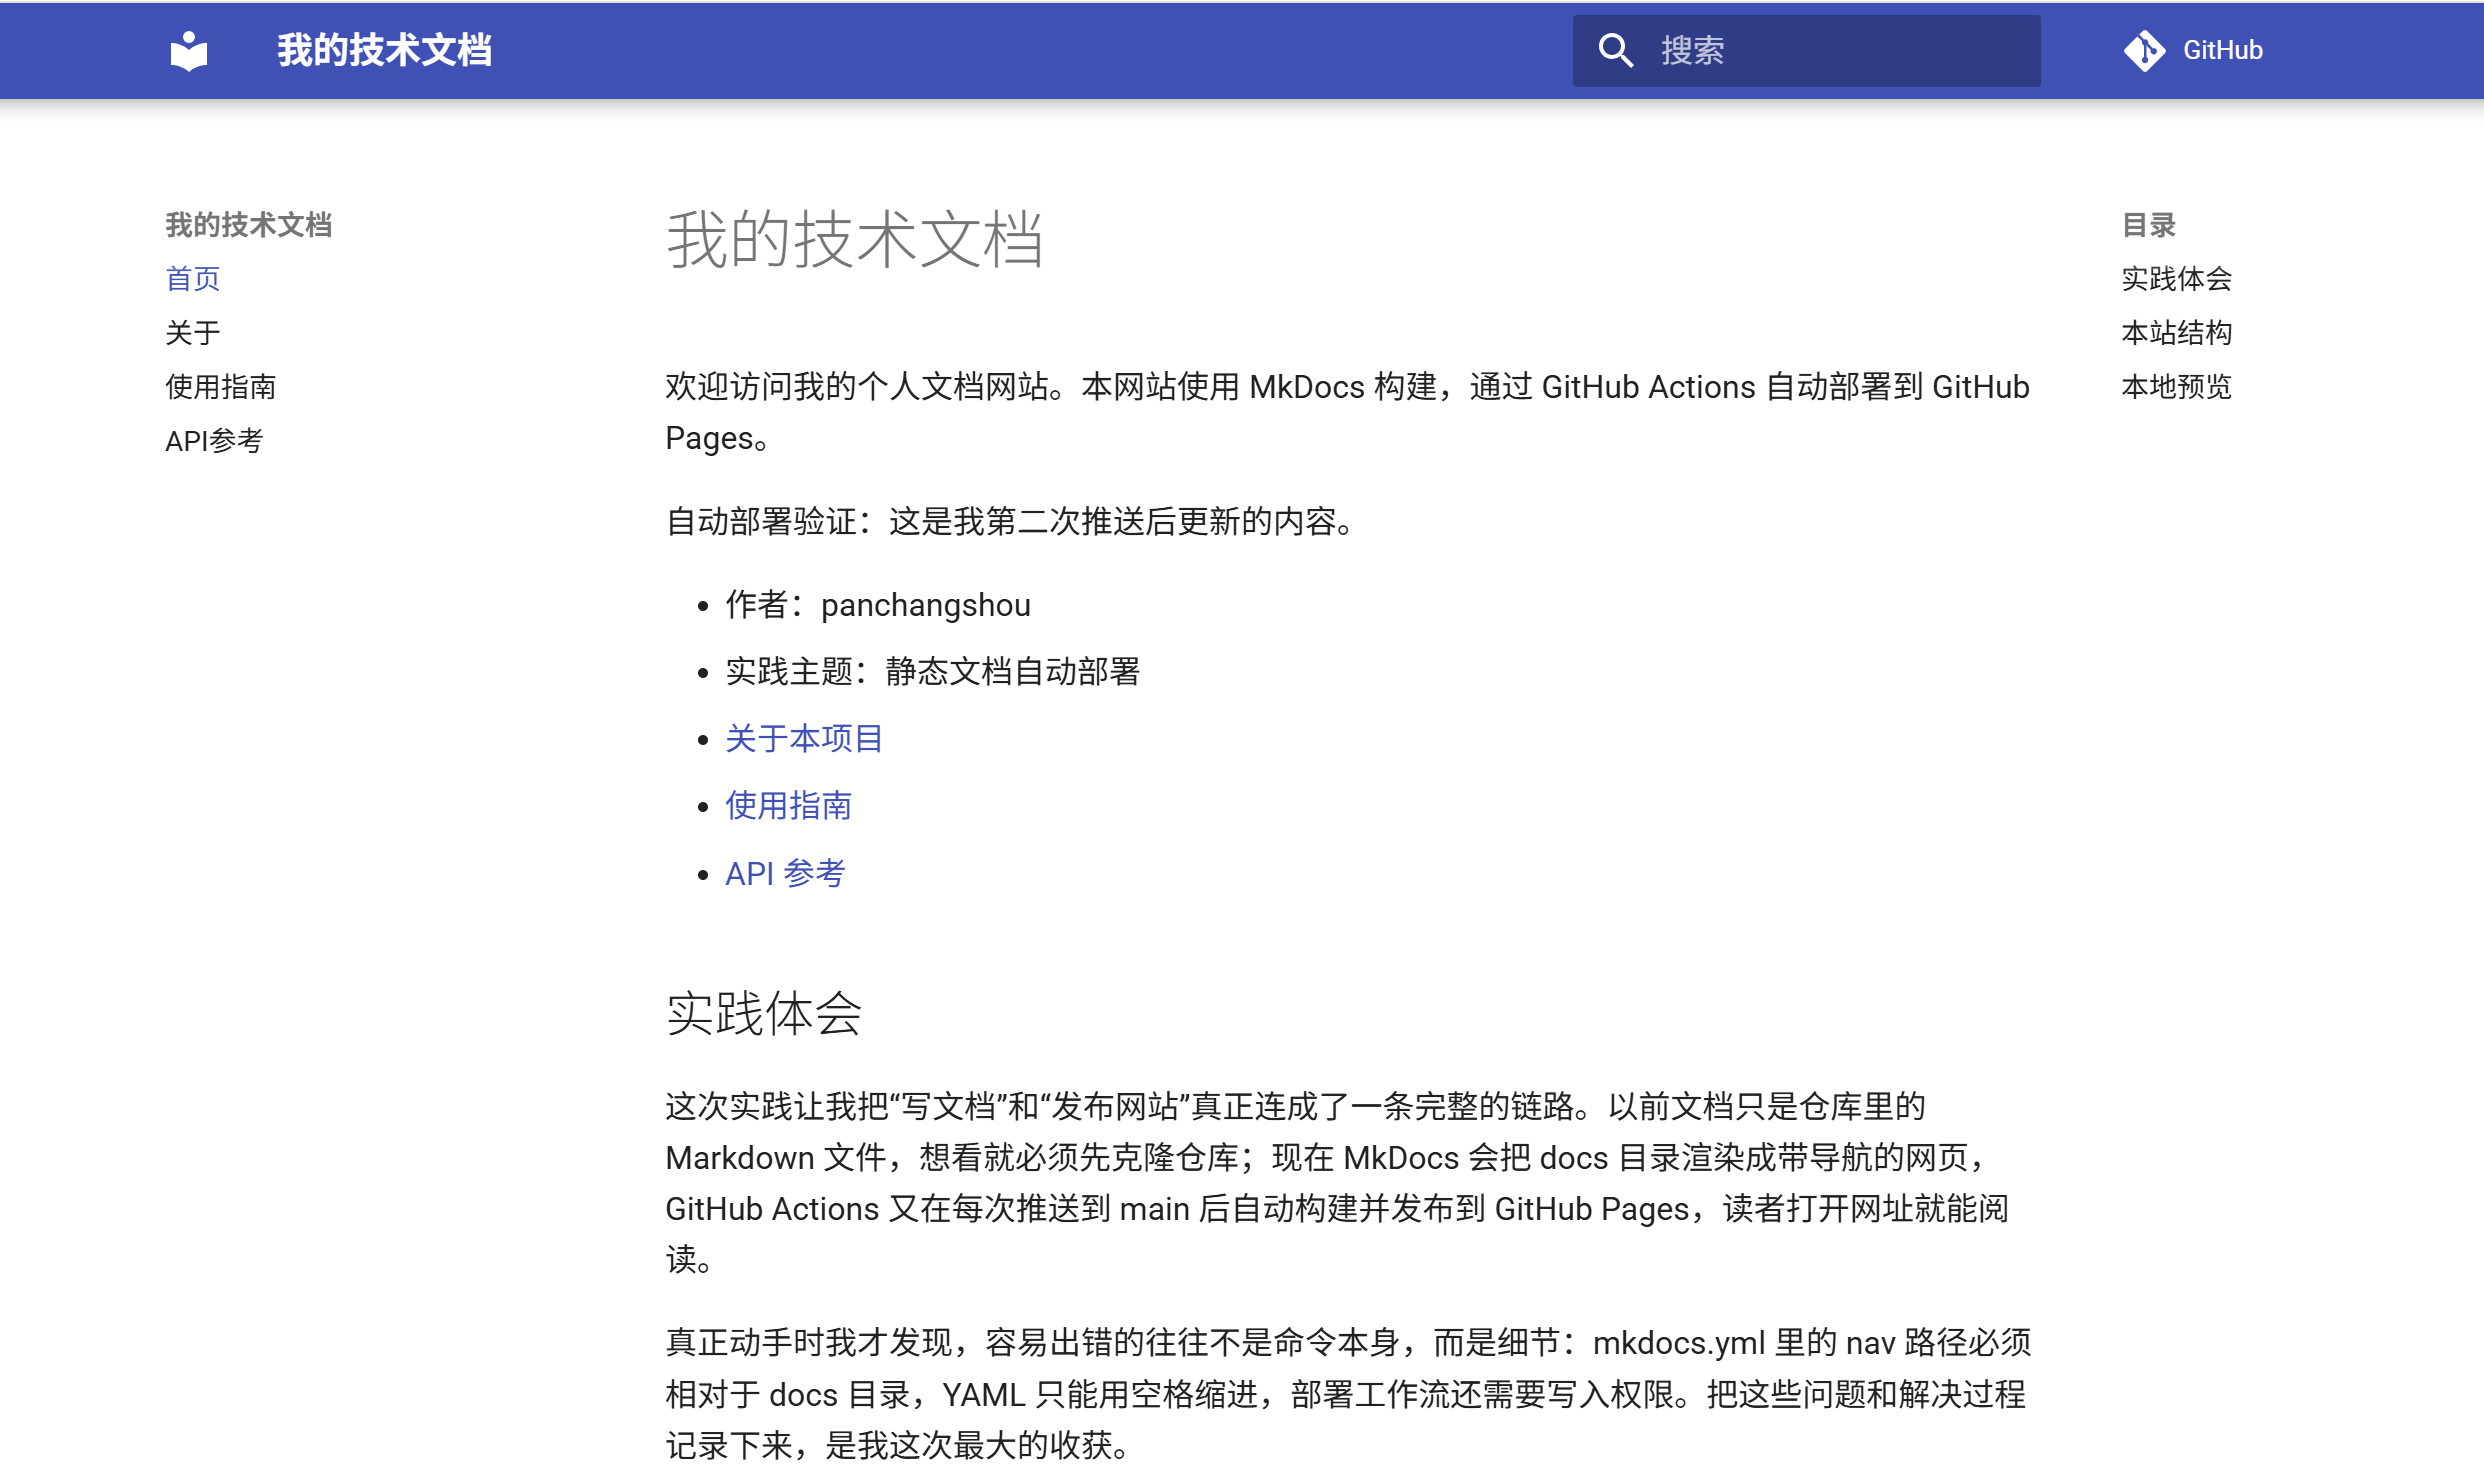 我的技术文档
搜索
GitHub
我的技术文档
首页
关于
使用指南
API参考
我的技术文档
欢迎访问我的个人文档网站。本网站使用 MkDocs 构建，通过 GitHub Actions 自动部署到 GitHub
Pages。
自动部署验证：这是我第二次推送后更新的内容。
• 作者：panchangshou
• 实践主题：静态文档自动部署
• 关于本项目
• 使用指南
• API 参考
实践体会
这次实践让我把“写文档”和“发布网站”真正连成了一条完整的链路。以前文档只是仓库里的
Markdown 文件，想看就必须先克隆仓库；现在 MkDocs 会把 docs 目录渲染成带导航的网页，
GitHub Actions 又在每次推送到 main 后自动构建并发布到 GitHub Pages，读者打开网址就能阅
读。
真正动手时我才发现，容易出错的往往不是命令本身，而是细节：mkdocs.yml 里的 nav 路径必须
相对于 docs 目录，YAML 只能用空格缩进，部署工作流还需要写入权限。把这些问题和解决过程
记录下来，是我这次最大的收获。
目录
实践体会
本站结构
本地预览